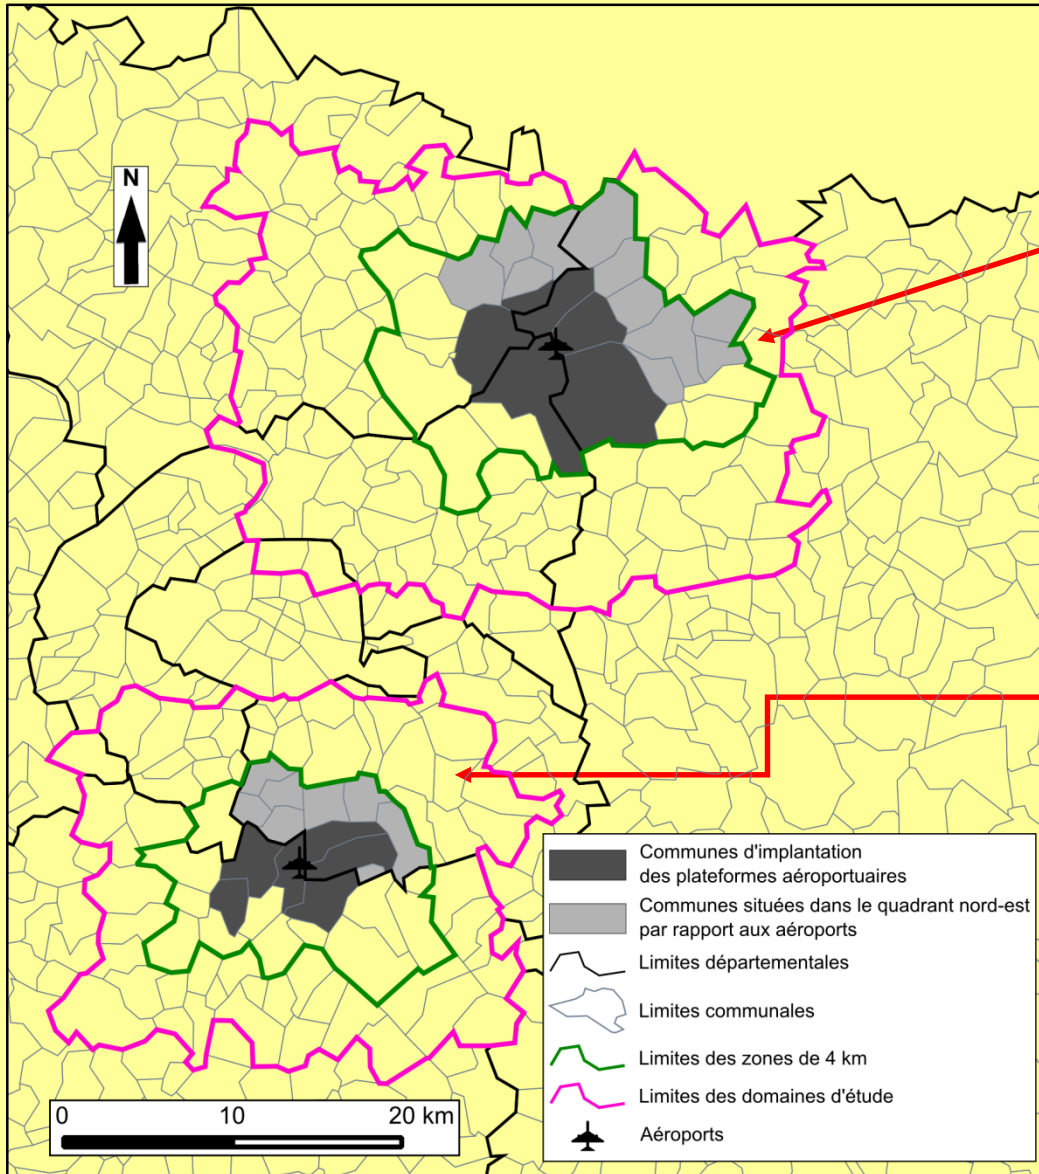 N
Communes d'implantation
des plateformes aéroportuaires
Communes situées dans le quadrant nord-est
par rapport aux aéroports
Limites départementales
Limites communales
Limites des zones de 4 km
Limites des domaines d'étude
Aéroports
0 10 20 km